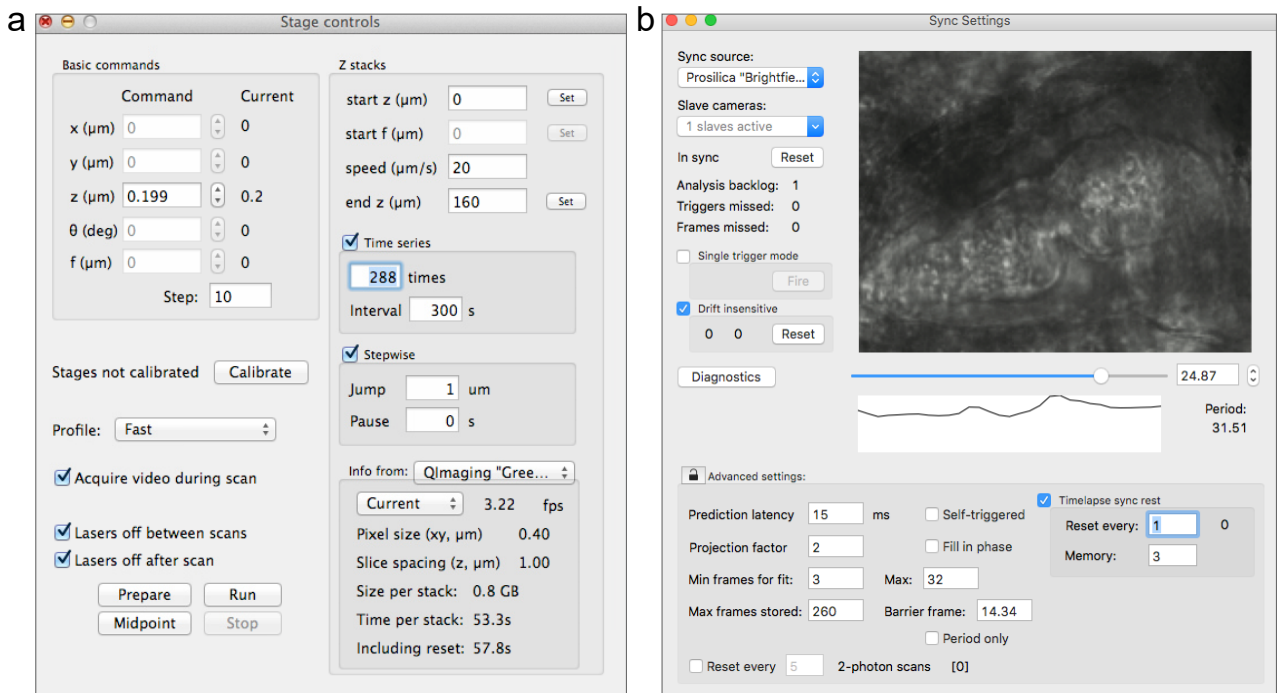 a
Stage controls
Basic commands
Command Current
x (µm) 0 0
y (µm) 0 0
z (µm) 0.199 0.2
θ (deg) 0 0
f (µm) 0 0
Step: 10
Stages not calibrated Calibrate
Profile: Fast
Acquire video during scan
Lasers off between scans
Lasers off after scan
Prepare Run
Midpoint Stop
Z stacks
start z (µm) 0 Set
start f (µm) 0 Set
speed (µm/s) 20
end z (µm) 160 Set
Time series
288 times
Interval 300 s
Stepwise
Jump 1 um
Pause 0 s
Info from: QImaging "Gree...
Current 3.22 fps
Pixel size (xy, µm) 0.40
Slice spacing (z, µm) 1.00
Size per stack: 0.8 GB
Time per stack: 53.3s
Including reset: 57.8s
b
Sync Settings
Sync source:
Prosilica "Brightfie...
Slave cameras:
1 slaves active
In sync Reset
Analysis backlog: 1
Triggers missed: 0
Frames missed: 0
Single trigger mode
Fire
Drift insensitive
0 0 Reset
Diagnostics
24.87
Period:
31.51
Advanced settings:
Prediction latency 15 ms
Projection factor 2
Min frames for fit: 3 Max: 32
Max frames stored: 260 Barrier frame: 14.34
Self-triggered
Fill in phase
Period only
Timelapse sync rest
Reset every: 1 0
Memory: 3
Reset every 5 2-photon scans [0]